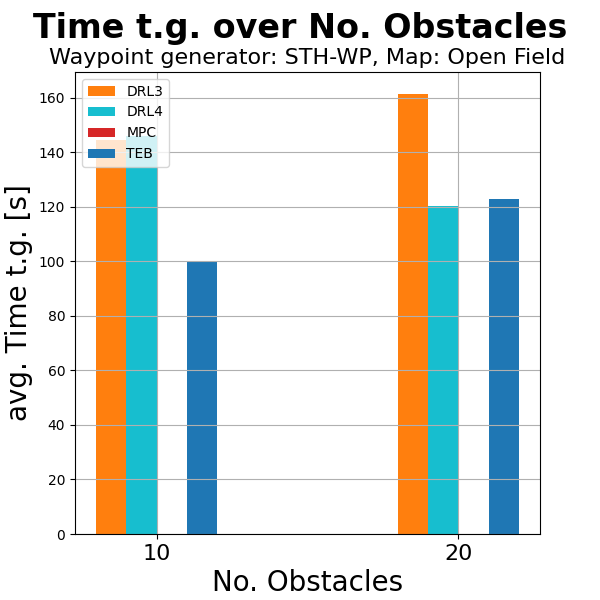 Time t.g. over No. Obstacles
Waypoint generator: STH-WP, Map: Open Field
DRL3
DRL4
MPC
TEB
avg. Time t.g. [s]
160
140
120
100
80
60
40
20
0
10 20
No. Obstacles